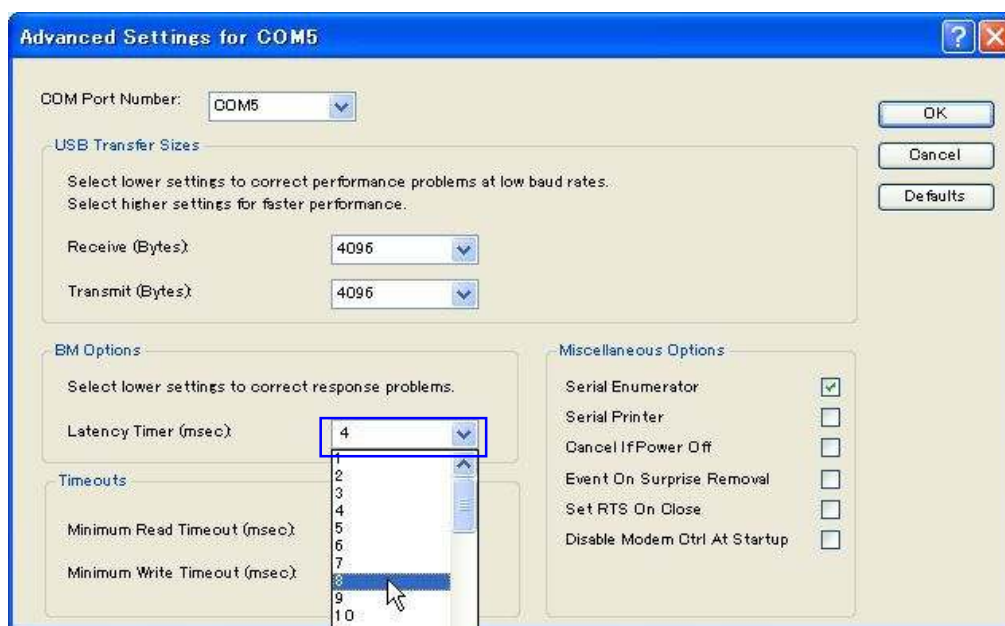 Advanced Settings for COM5
COM Port Number: COM5
OK
Cancel
Defaults
USB Transfer Sizes
Select lower settings to correct performance problems at low baud rates.
Select higher settings for faster performance.
Receive (Bytes): 4096
Transmit (Bytes): 4096
BM Options
Select lower settings to correct response problems.
Latency Timer (msec): 4
1
2
3
4
5
6
7
8
9
10
Timeouts
Minimum Read Timeout (msec):
Minimum Write Timeout (msec):
Miscellaneous Options
Serial Enumerator
Serial Printer
Cancel If Power Off
Event On Surprise Removal
Set RTS On Close
Disable Modem Ctrl At Startup